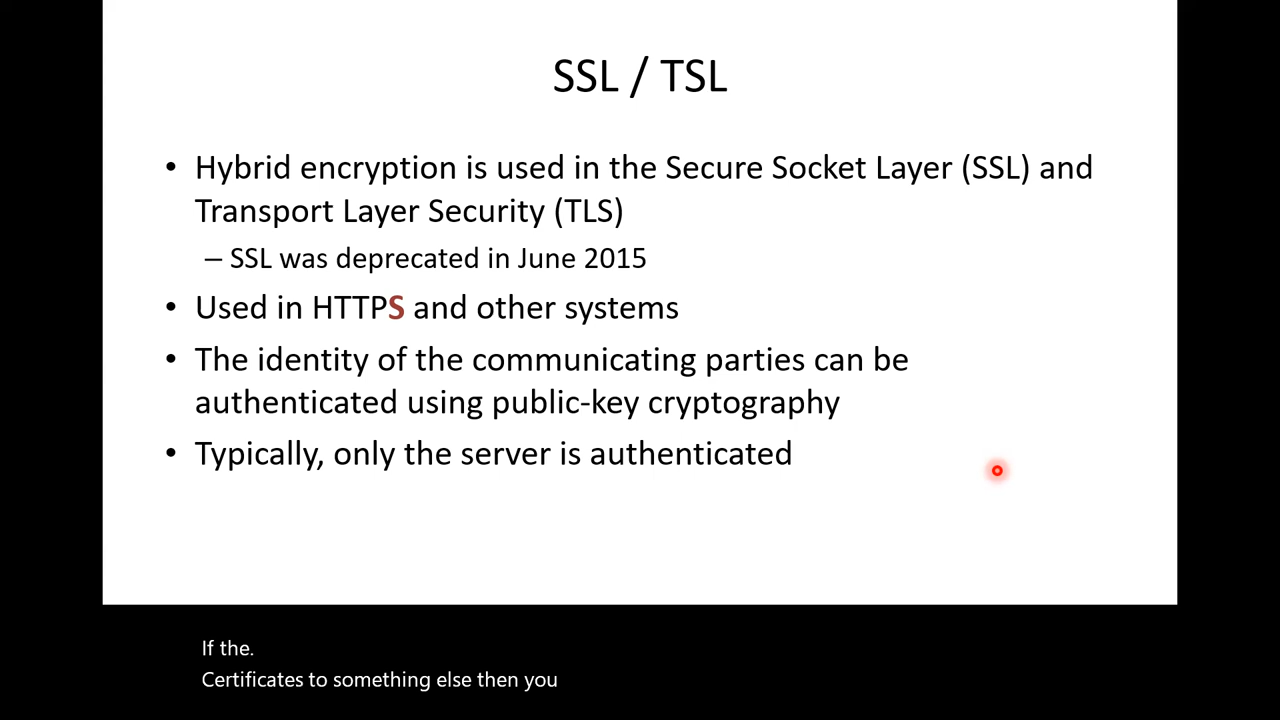 SSL / TSL
• Hybrid encryption is used in the Secure Socket Layer (SSL) and
Transport Layer Security (TLS)
– SSL was deprecated in June 2015
• Used in HTTPS and other systems
• The identity of the communicating parties can be
authenticated using public-key cryptography
• Typically, only the server is authenticated
If the.
Certificates to something else then you